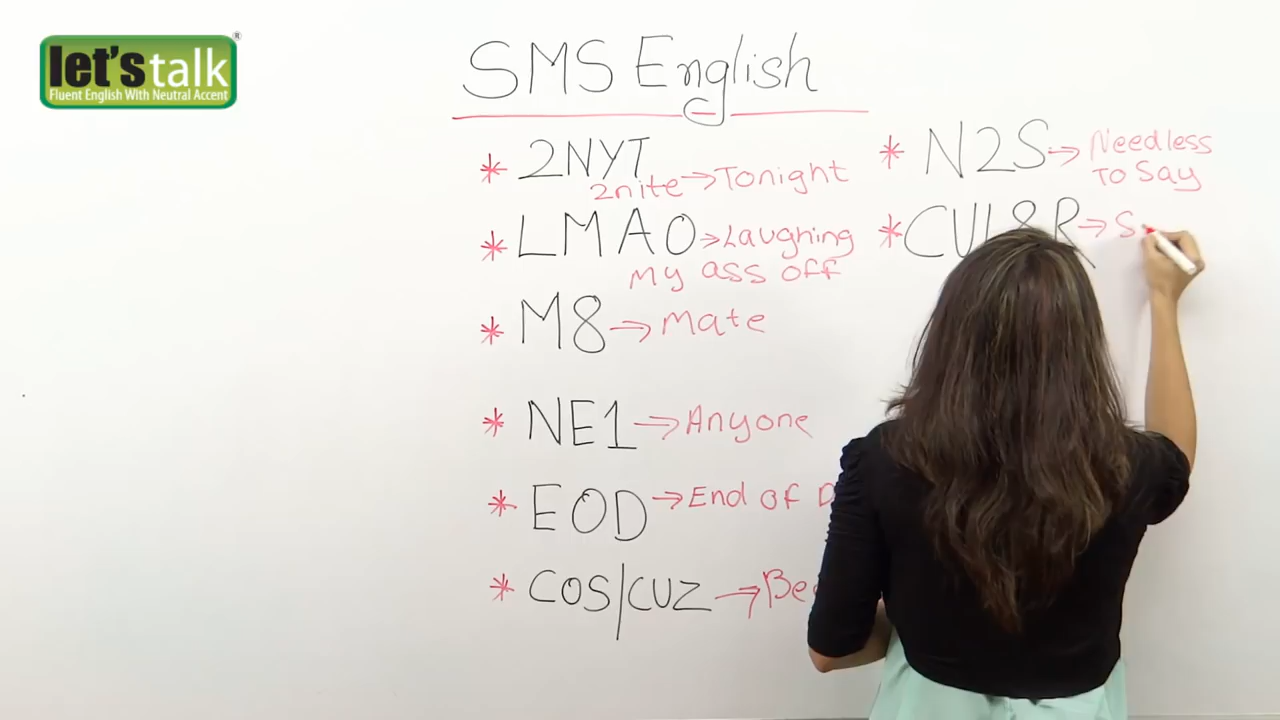 let's talk ®
Fluent English With Neutral Accent
SMS English
* 2NYT
2nite → Tonight
* LMAO → Laughing
My ass off
* M8 → Mate
* NE1 → Anyone
* EOD → End of D
* COS/CUZ → Be
* N2S → Needless
To Say
* CUL8R → S